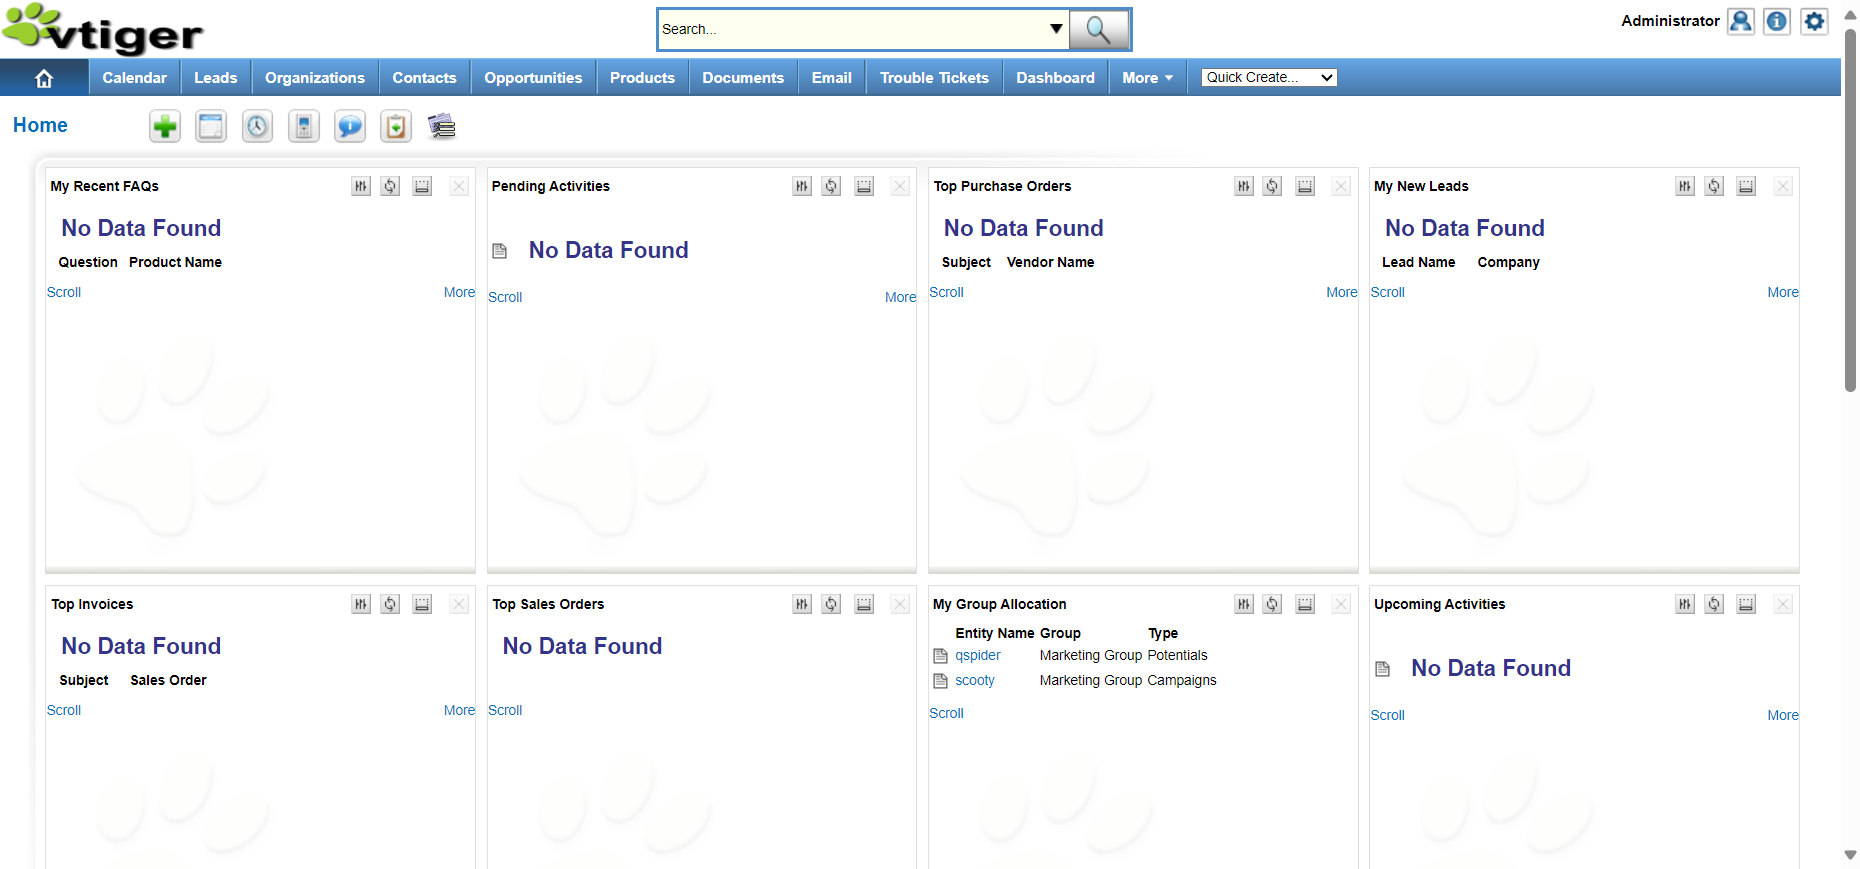 vtiger
Search...
Administrator
Calendar Leads Organizations Contacts Opportunities Products Documents Email Trouble Tickets Dashboard More Quick Create...
Home
My Recent FAQs
No Data Found
Question Product Name
Scroll More
Pending Activities
No Data Found
Scroll More
Top Purchase Orders
No Data Found
Subject Vendor Name
Scroll More
My New Leads
No Data Found
Lead Name Company
Scroll More
Top Invoices
No Data Found
Subject Sales Order
Scroll More
Top Sales Orders
No Data Found
Scroll
My Group Allocation
Entity Name Group Type
qspider Marketing Group Potentials
scooty Marketing Group Campaigns
Scroll
Upcoming Activities
No Data Found
Scroll More